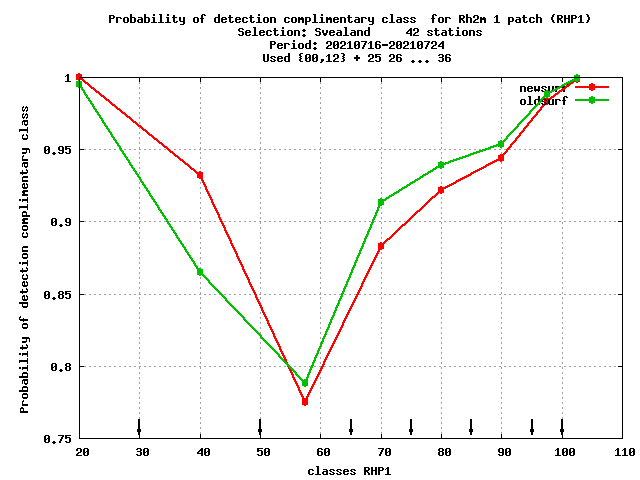 Probability of detection complimentary class  for Rh2m 1 patch (RHP1)
Selection: Svealand     42 stations
Period: 20210716-20210724
Used {00,12} + 25 26 ... 36
newsurf
oldsurf
1
0.95
0.9
0.85
0.8
0.75
Probability of detection complimentary class
20 30 40 50 60 70 80 90 100 110
classes RHP1